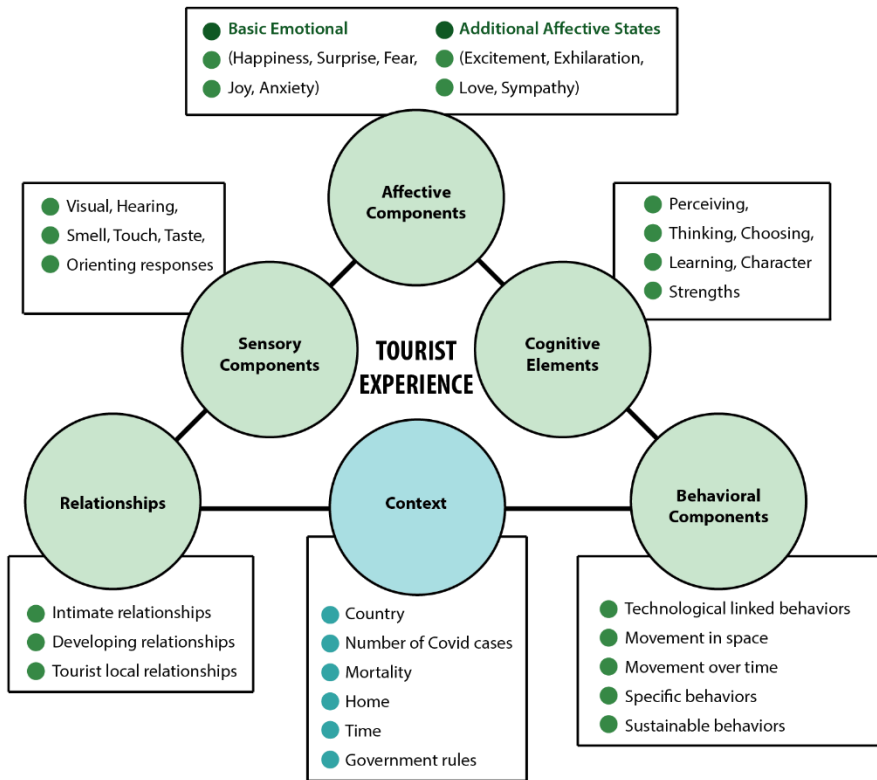 Basic Emotional
(Happiness, Surprise, Fear,
Joy, Anxiety)
Additional Affective States
(Excitement, Exhilaration,
Love, Sympathy)
Affective
Components
Visual, Hearing,
Smell, Touch, Taste,
Orienting responses
Perceiving,
Thinking, Choosing,
Learning, Character
Strengths
Sensory
Components
TOURIST
EXPERIENCE
Cognitive
Elements
Relationships
Context
Behavioral
Components
Intimate relationships
Developing relationships
Tourist local relationships
Country
Number of Covid cases
Mortality
Home
Time
Government rules
Technological linked behaviors
Movement in space
Movement over time
Specific behaviors
Sustainable behaviors